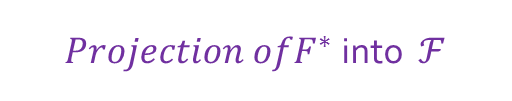 Projection of F* into ℱ